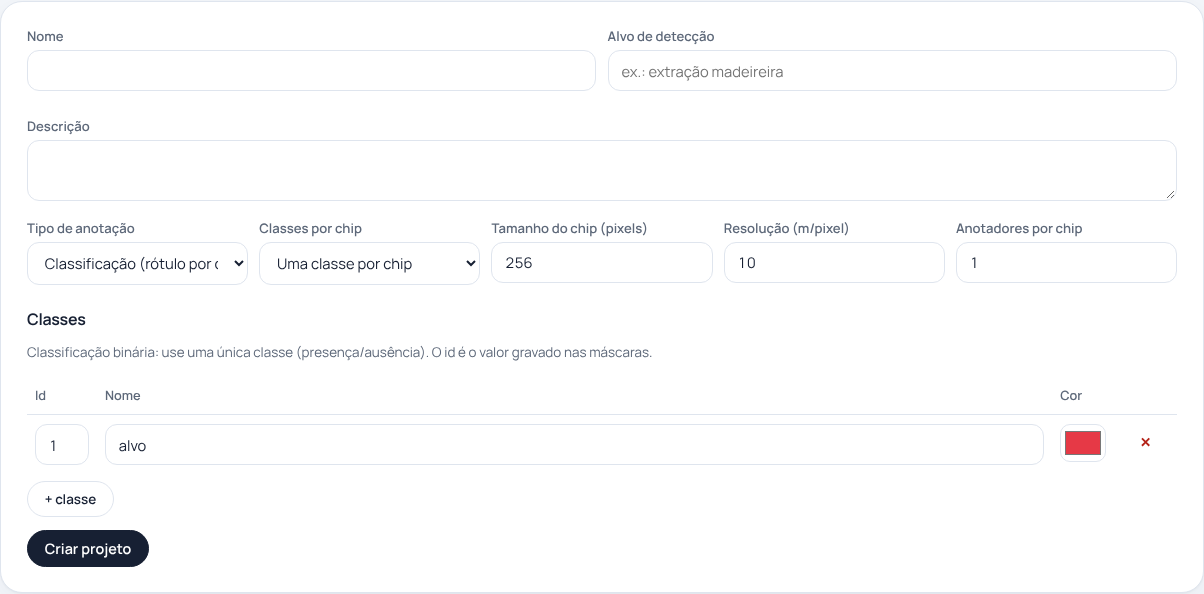 Nome
Alvo de detecção
ex.: extração madeireira
Descrição
Tipo de anotação
Classes por chip
Tamanho do chip (pixels)
Resolução (m/pixel)
Anotadores por chip
Classificação (rótulo por
Uma classe por chip
256
10
1
Classes
Classificação binária: use uma única classe (presença/ausência). O id é o valor gravado nas máscaras.
Id
Nome
Cor
1
alvo
×
+ classe
Criar projeto